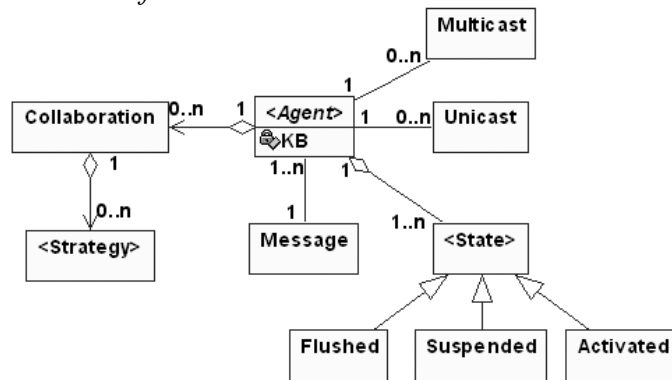 Multicast
0..n
1
Collaboration
0..n
1
<Agent>
1
0..n
Unicast
KB
1
1..n
1
0..n
1
1..n
<Strategy>
Message
<State>
Flushed
Suspended
Activated